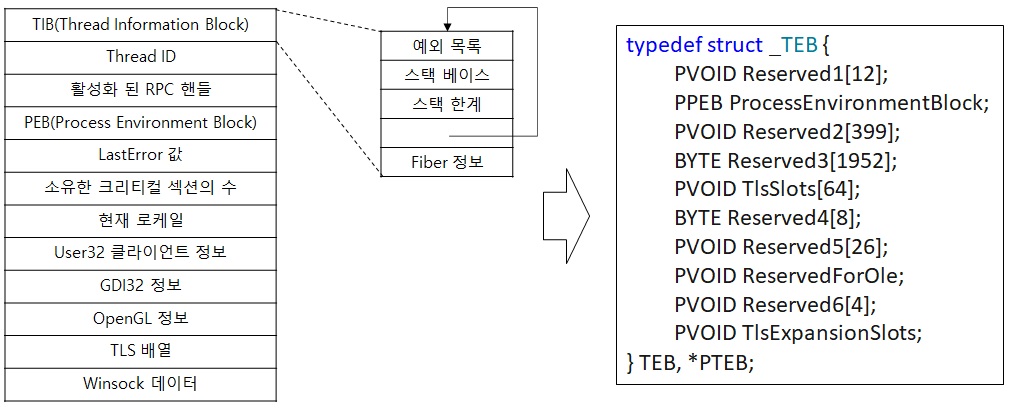 TIB(Thread Information Block)
Thread ID
활성화 된 RPC 핸들
PEB(Process Environment Block)
LastError 값
소유한 크리티컬 섹션의 수
현재 로케일
User32 클라이언트 정보
GDI32 정보
OpenGL 정보
TLS 배열
Winsock 데이터
예외 목록
스택 베이스
스택 한계
Fiber 정보
typedef struct _TEB {
PVOID Reserved1[12];
PPEB ProcessEnvironmentBlock;
PVOID Reserved2[399];
BYTE Reserved3[1952];
PVOID TlsSlots[64];
BYTE Reserved4[8];
PVOID Reserved5[26];
PVOID ReservedForOle;
PVOID Reserved6[4];
PVOID TlsExpansionSlots;
} TEB, *PTEB;